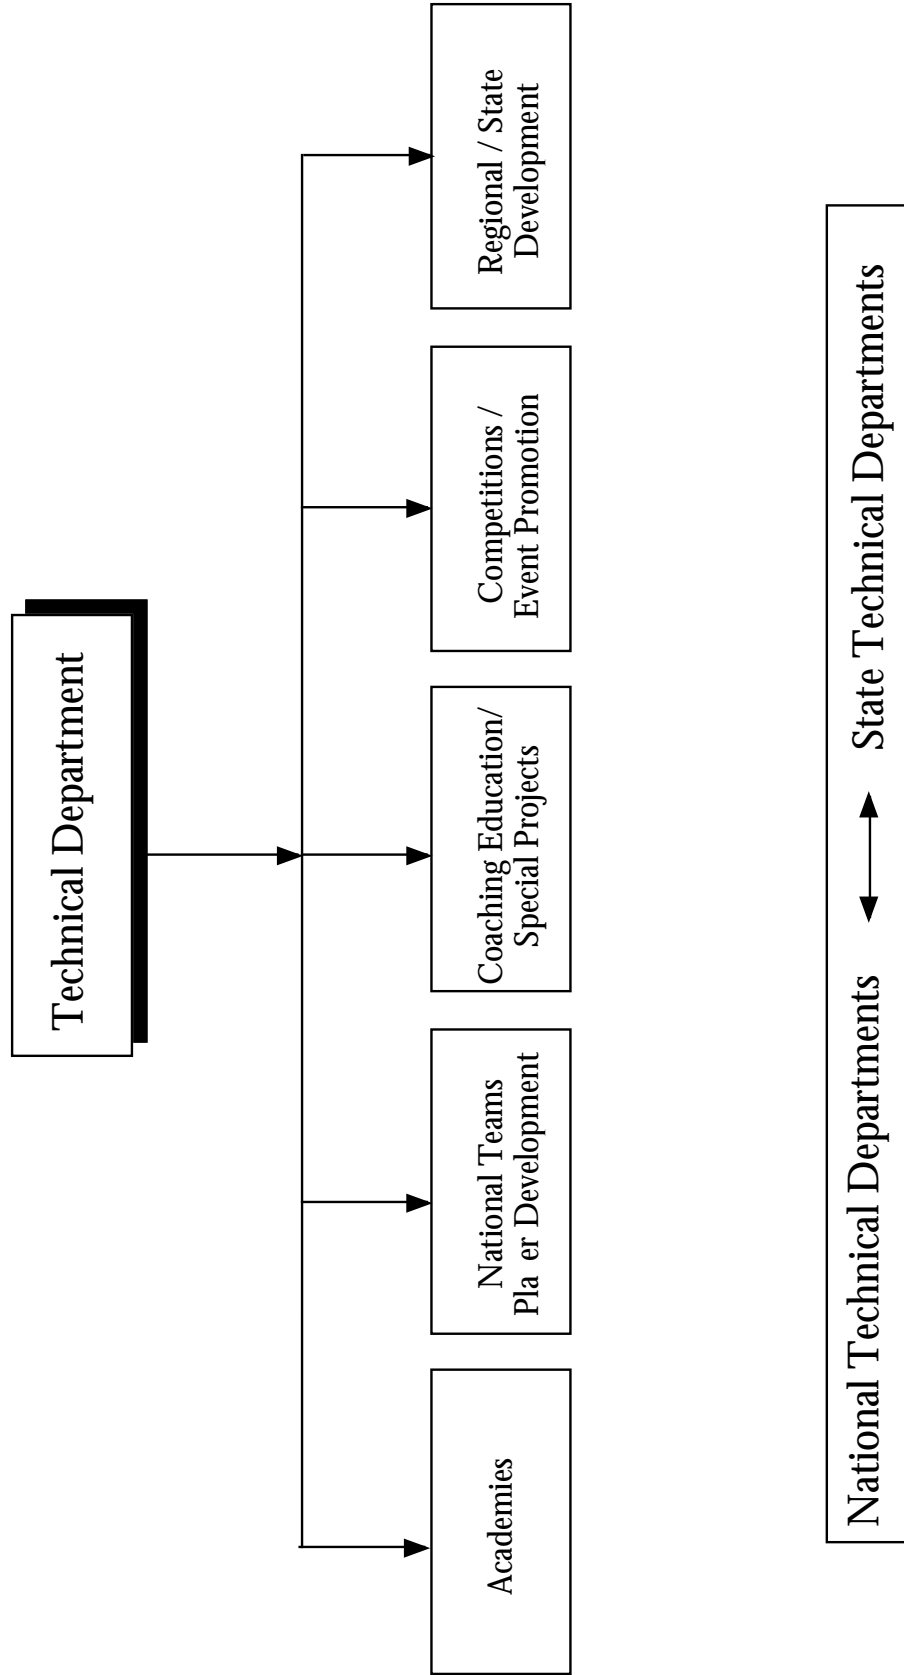 Technical Department
Academies
National Teams
Pla er Development
Coaching Education/
Special Projects
Competitions /
Event Promotion
Regional / State
Development
National Technical Departments
State Technical Departments